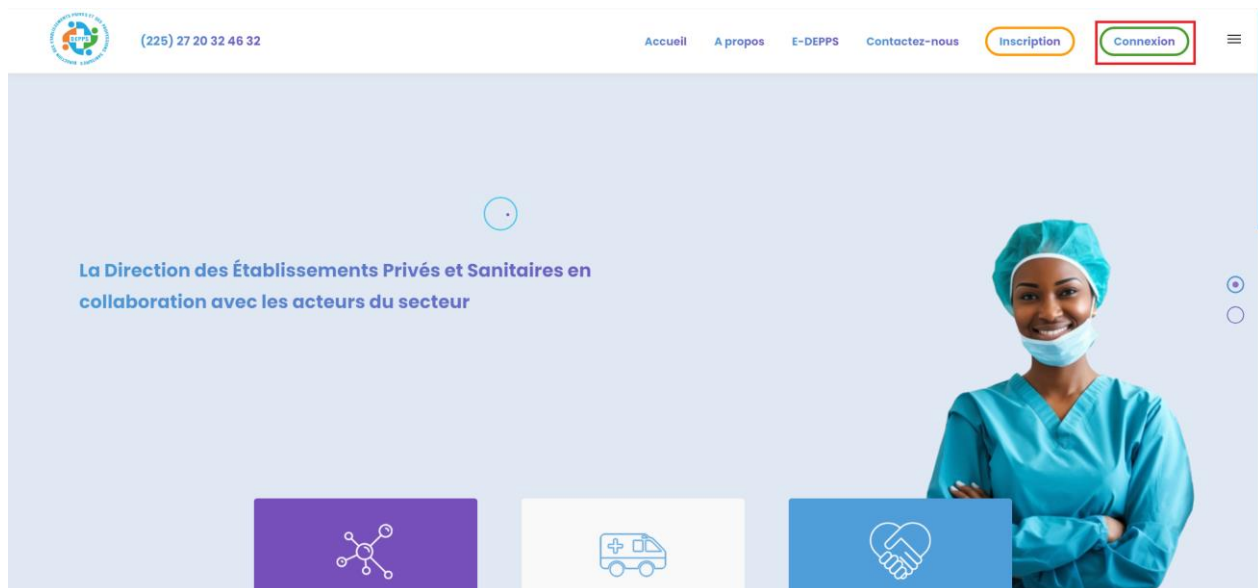 DEPPS
(225) 27 20 32 46 32
Accueil
A propos
E-DEPPS
Contactez-nous
Inscription
Connexion
La Direction des Établissements Privés et Sanitaires en
collaboration avec les acteurs du secteur